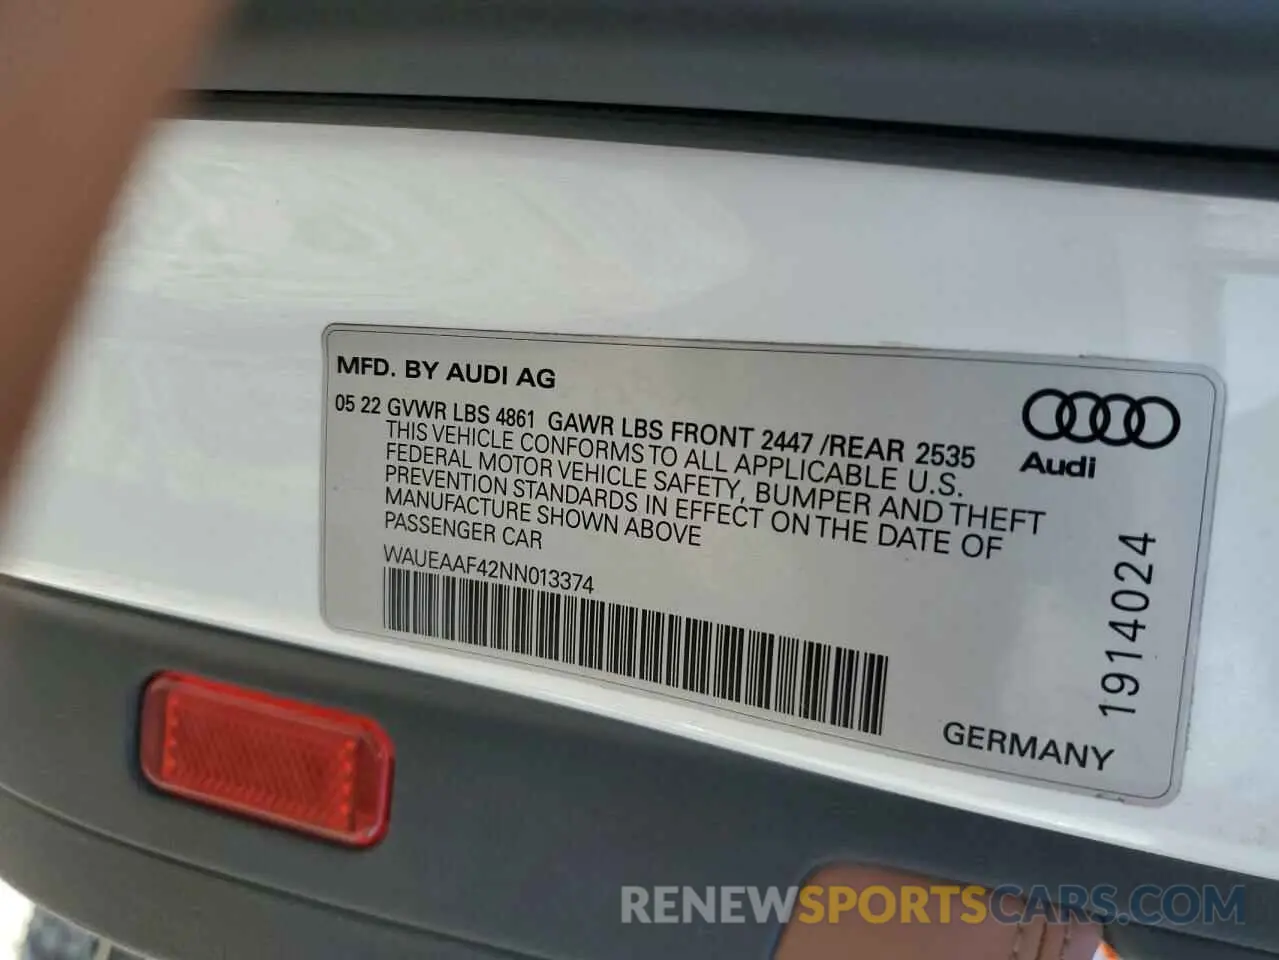 MFD. BY AUDI AG
05 22 GVWR LBS 4861 GAWR LBS FRONT 2447 /REAR 2535
THIS VEHICLE CONFORMS TO ALL APPLICABLE U.S.
FEDERAL MOTOR VEHICLE SAFETY, BUMPER AND THEFT
PREVENTION STANDARDS IN EFFECT ON THE DATE OF
MANUFACTURE SHOWN ABOVE
PASSENGER CAR
WAUEAAF42NN013374
Audi
1914024
GERMANY
RENEWSPORTSCARS.COM